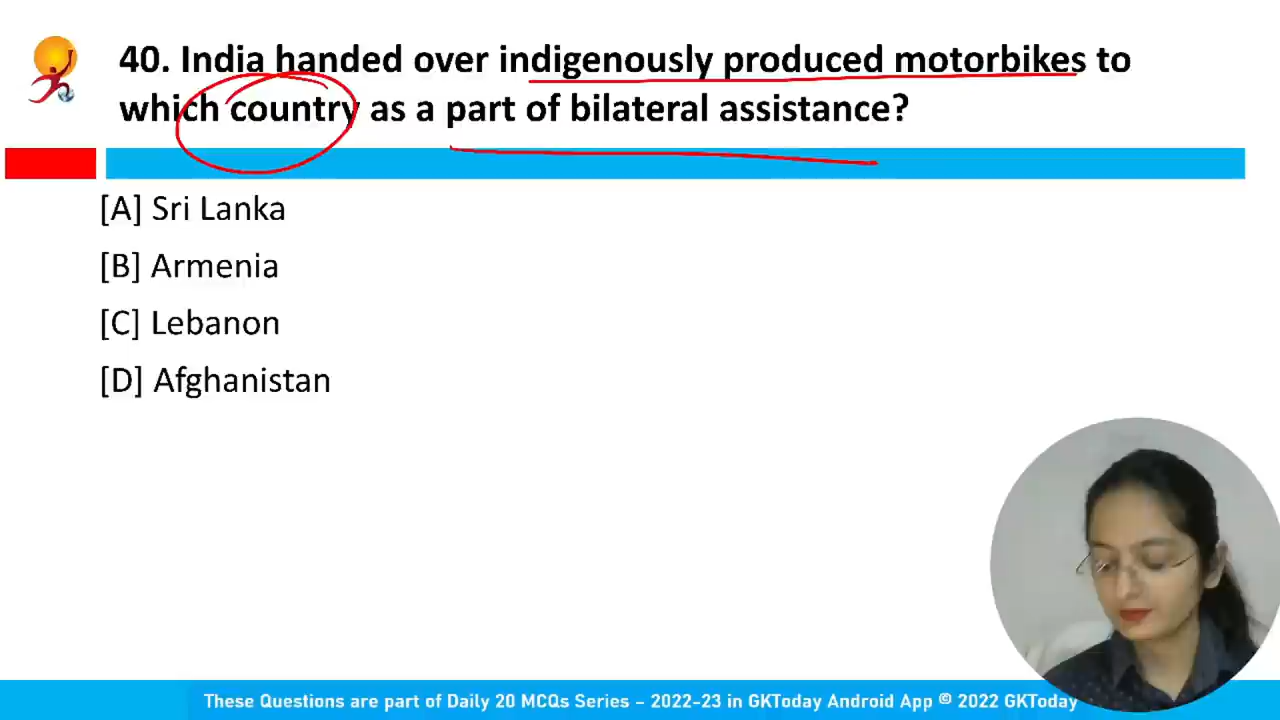 40. India handed over indigenously produced motorbikes to
which country as a part of bilateral assistance?
[A] Sri Lanka
[B] Armenia
[C] Lebanon
[D] Afghanistan
These Questions are part of Daily 20 MCQs Series – 2022-23 in GKToday Android App © 2022 GKToday